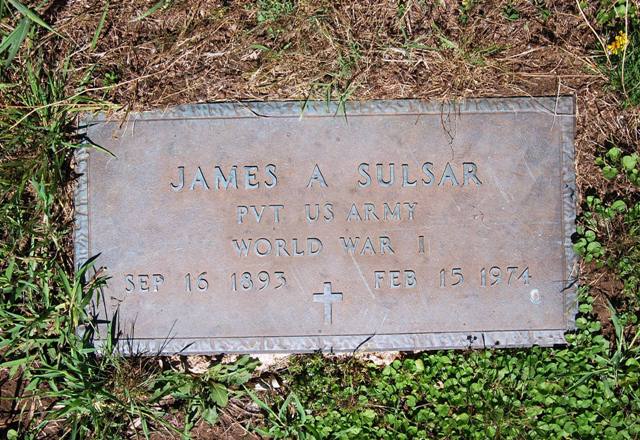 JAMES A SULSAR
PVT US ARMY
WORLD WAR I
SEP 16 1893 FEB 15 1974